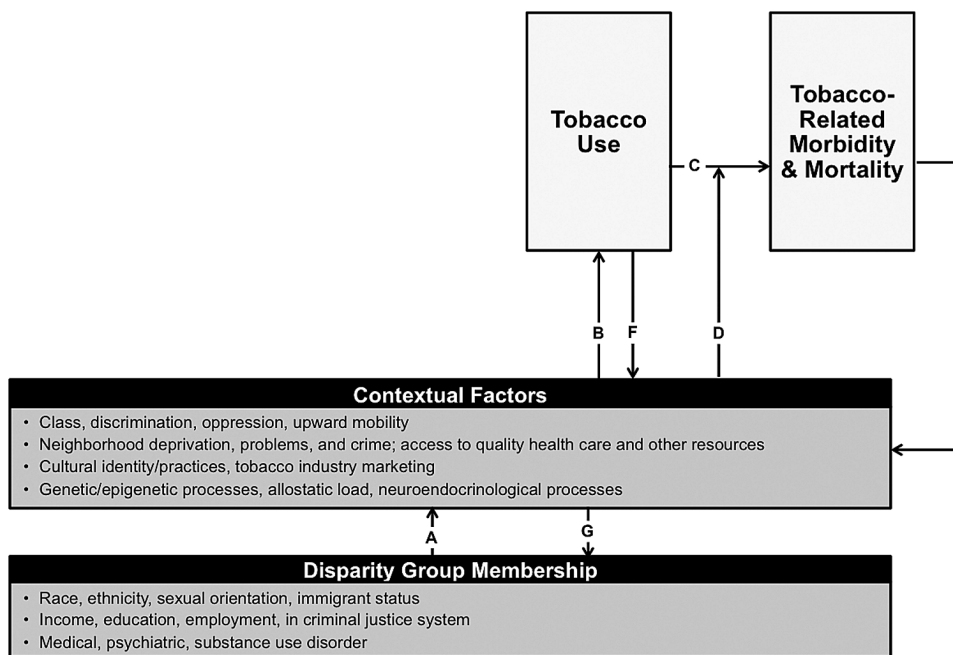 Tobacco
Use
Tobacco-
Related
Morbidity
& Mortality
C
B
F
D
Contextual Factors
• Class, discrimination, oppression, upward mobility
• Neighborhood deprivation, problems, and crime; access to quality health care and other resources
• Cultural identity/practices, tobacco industry marketing
• Genetic/epigenetic processes, allostatic load, neuroendocrinological processes
A
G
Disparity Group Membership
• Race, ethnicity, sexual orientation, immigrant status
• Income, education, employment, in criminal justice system
• Medical, psychiatric, substance use disorder